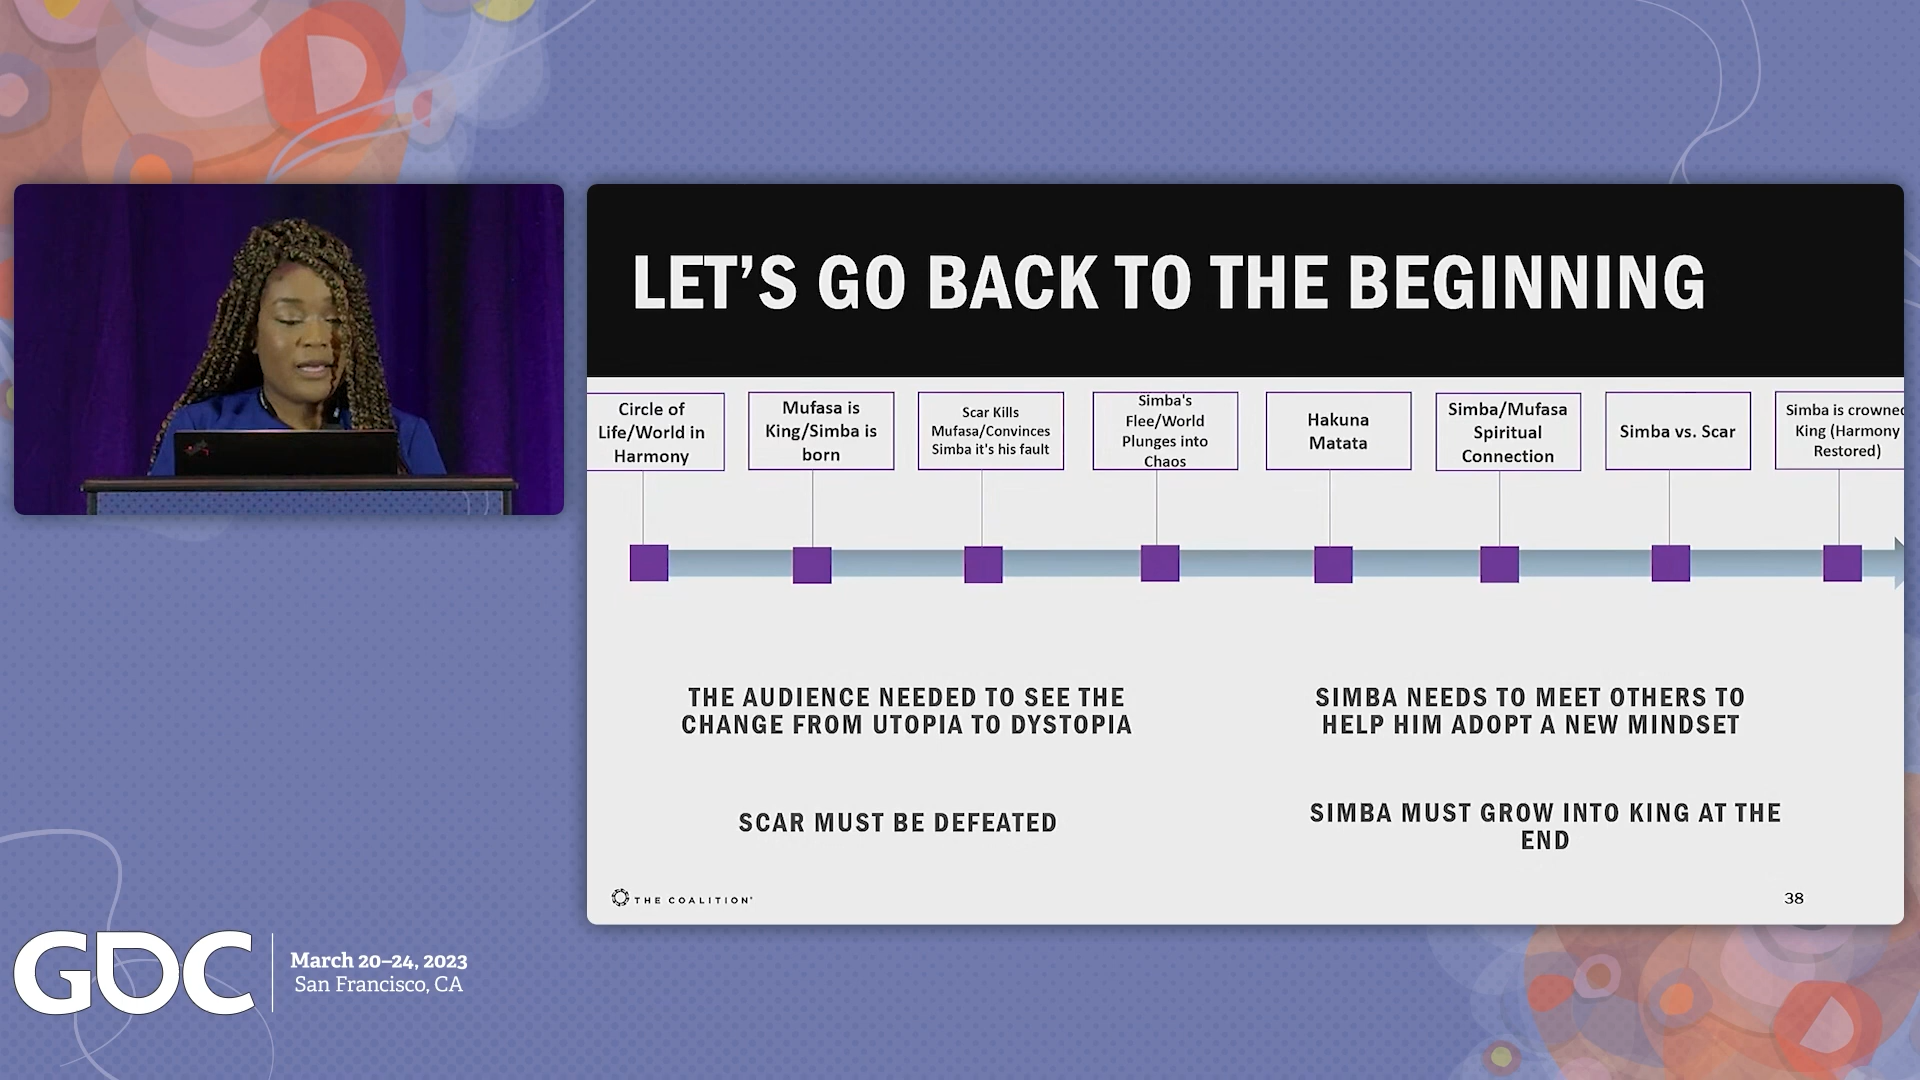 LET'S GO BACK TO THE BEGINNING
Circle of
Life/World in
Harmony
Mufasa is
King/Simba is
born
Scar Kills
Mufasa/Convinces
Simba it's his fault
Simba's
Flee/World
Plunges into
Chaos
Hakuna
Matata
Simba/Mufasa
Spiritual
Connection
Simba vs. Scar
Simba is crowned
King (Harmony
Restored)
THE AUDIENCE NEEDED TO SEE THE
CHANGE FROM UTOPIA TO DYSTOPIA
SIMBA NEEDS TO MEET OTHERS TO
HELP HIM ADOPT A NEW MINDSET
SCAR MUST BE DEFEATED
SIMBA MUST GROW INTO KING AT THE
END
THE COALITION
38
GDC
March 20–24, 2023
San Francisco, CA